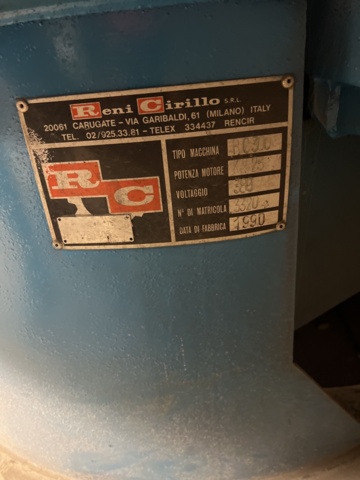 Reni Cirillo S.R.L.
20061 CARUGATE - VIA GARIBALDI, 61 (MILANO) ITALY
TEL. 02/925.33.81 - TELEX 334437 RENCIR
R C
TIPO MACCHINA
POTENZA MOTORE
VOLTAGGIO
N° DI MATRICOLA
DATA DI FABBRICA 1990